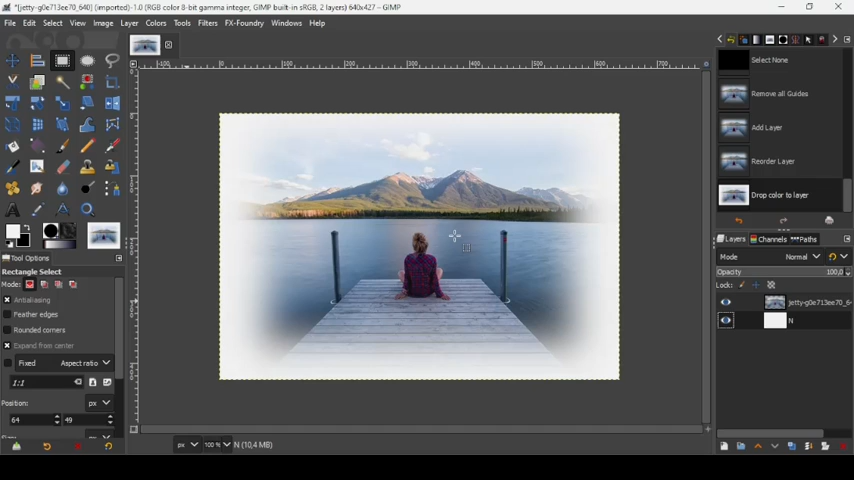 *[jetty-g0e713ee70_640] (imported)-1.0 (RGB color 8-bit gamma integer, GIMP built-in sRGB, 2 layers) 640x427 – GIMP
File Edit Select View Image Layer Colors Tools Filters FX-Foundry Windows Help
Select None
Remove all Guides
Add Layer
Reorder Layer
Drop color to layer
Layers Channels Paths
Mode Normal
Opacity 100,0
Lock:
jetty-g0e713ee70_6
N
Tool Options
Rectangle Select
Mode:
Antialiasing
Feather edges
Rounded corners
Expand from center
Fixed Aspect ratio
1:1
Position: px
64 49
px 100 % N (10,4 MB)